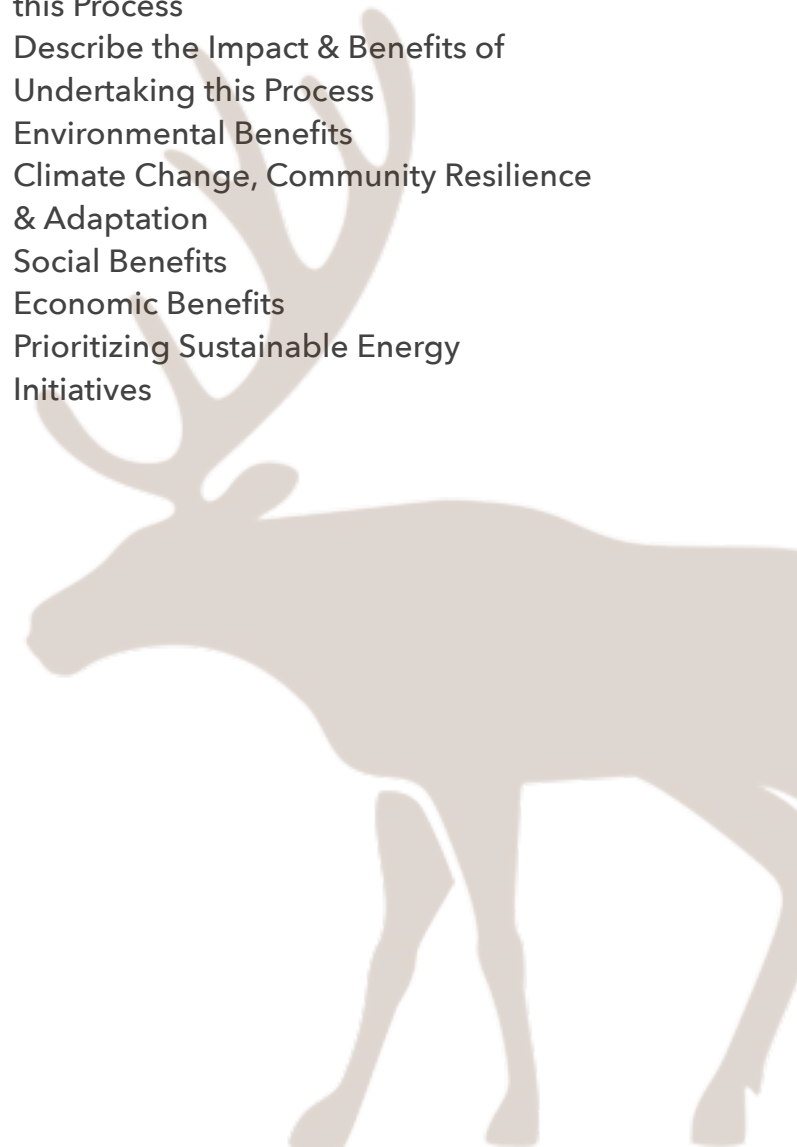 this Process
Describe the Impact & Benefits of
Undertaking this Process
Environmental Benefits
Climate Change, Community Resilience
& Adaptation
Social Benefits
Economic Benefits
Prioritizing Sustainable Energy
Initiatives